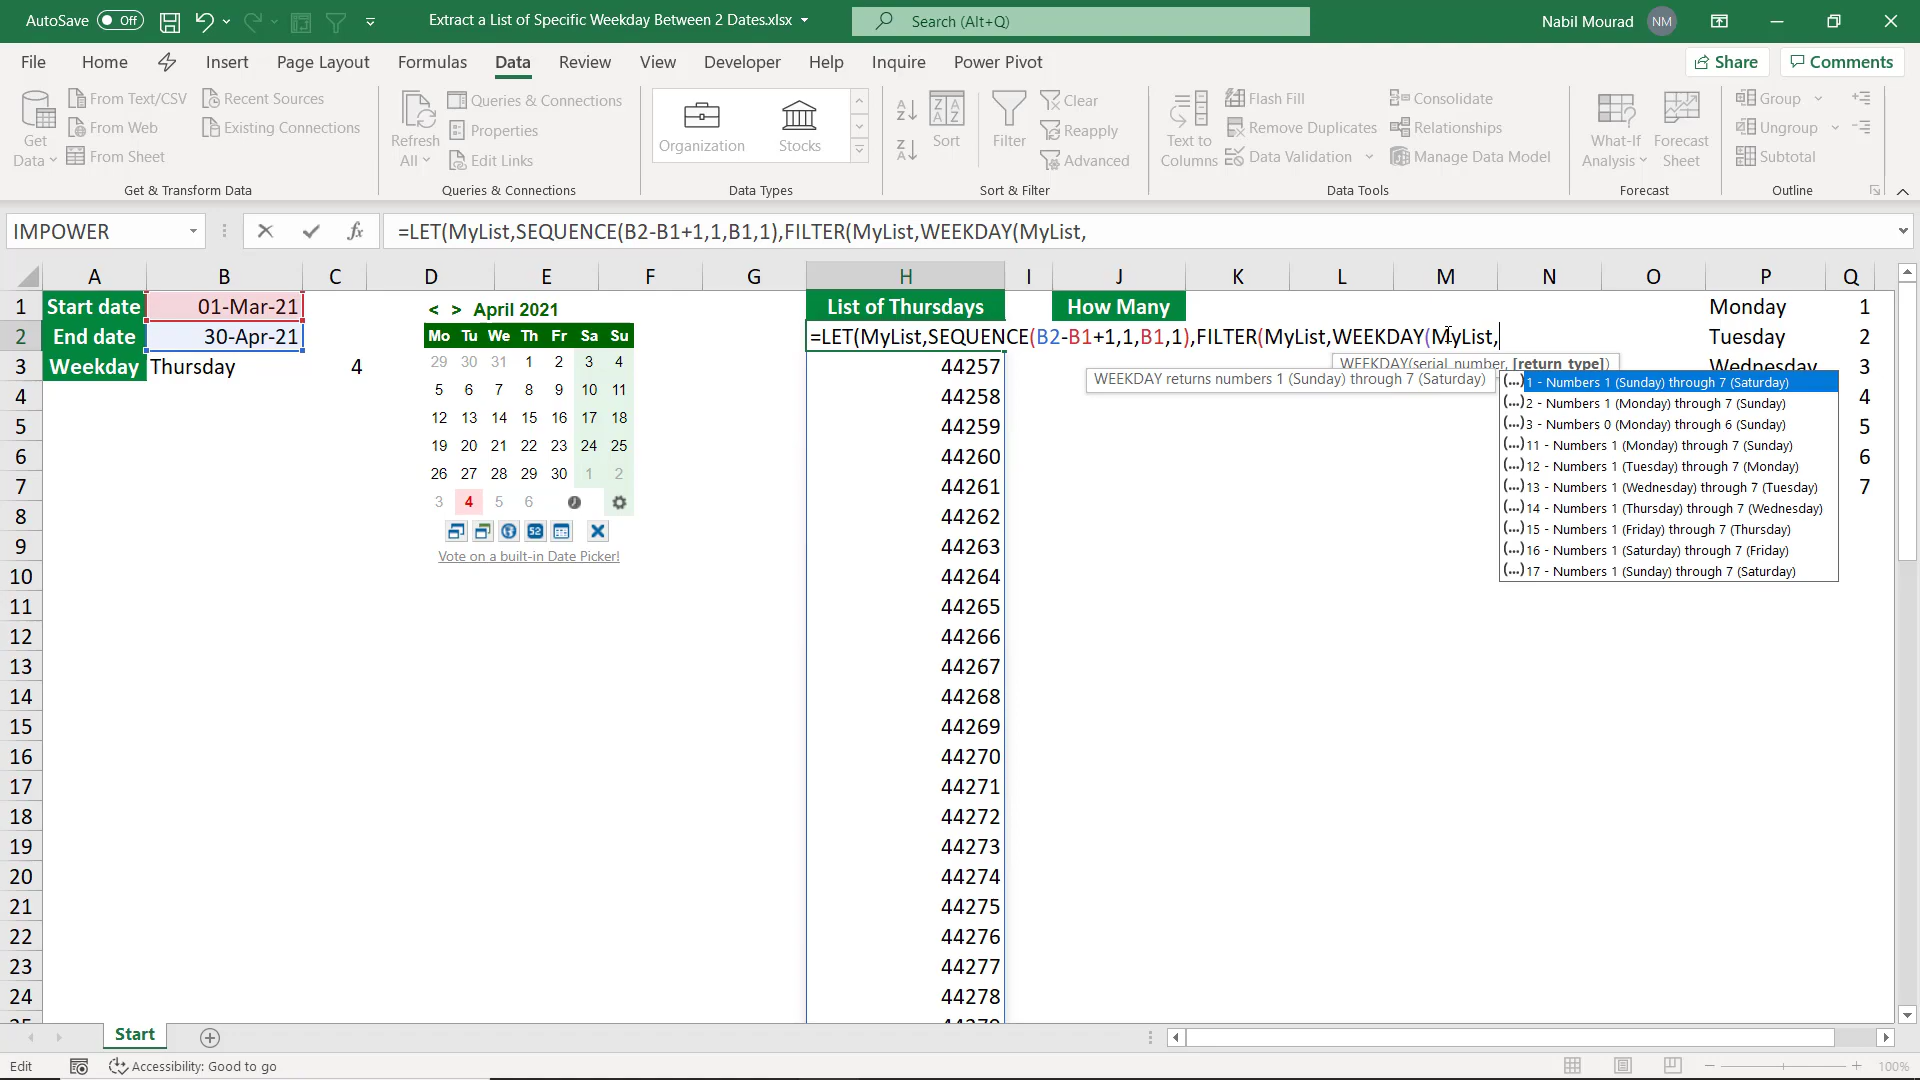 AutoSave Off
Extract a List of Specific Weekday Between 2 Dates.xlsx
Search (Alt+Q)
Nabil Mourad NM
File Home Insert Page Layout Formulas Data Review View Developer Help Inquire Power Pivot
Share Comments
Get Data
From Text/CSV
From Web
From Sheet
Recent Sources
Existing Connections
Get & Transform Data
Refresh All
Queries & Connections
Properties
Edit Links
Queries & Connections
Organization Stocks
Data Types
Sort
Filter
Clear
Reapply
Advanced
Sort & Filter
Text to Columns
Flash Fill
Remove Duplicates
Data Validation
Consolidate
Relationships
Manage Data Model
Data Tools
What-If Analysis
Forecast Sheet
Forecast
Group
Ungroup
Subtotal
Outline
IMPOWER
fx
=LET(MyList,SEQUENCE(B2-B1+1,1,B1,1),FILTER(MyList,WEEKDAY(MyList,
A B C D E F G H I J K L M N O P Q
1 Start date 01-Mar-21 List of Thursdays How Many Monday 1
2 End date 30-Apr-21 =LET(MyList,SEQUENCE(B2-B1+1,1,B1,1),FILTER(MyList,WEEKDAY(MyList, Tuesday 2
3 Weekday Thursday 4 44257 Wednesday 3
4 44258 4
5 44259 5
6 44260 6
7 44261 7
8 44262
9 44263
10 44264
11 44265
12 44266
13 44267
14 44268
15 44269
16 44270
17 44271
18 44272
19 44273
20 44274
21 44275
22 44276
23 44277
24 44278
< > April 2021
Mo Tu We Th Fr Sa Su
29 30 31 1 2 3 4
5 6 7 8 9 10 11
12 13 14 15 16 17 18
19 20 21 22 23 24 25
26 27 28 29 30 1 2
3 4 5 6
52
Vote on a built-in Date Picker!
WEEKDAY(serial_number, [return_type])
WEEKDAY returns numbers 1 (Sunday) through 7 (Saturday)
(...) 1 - Numbers 1 (Sunday) through 7 (Saturday)
(...) 2 - Numbers 1 (Monday) through 7 (Sunday)
(...) 3 - Numbers 0 (Monday) through 6 (Sunday)
(...) 11 - Numbers 1 (Monday) through 7 (Sunday)
(...) 12 - Numbers 1 (Tuesday) through 7 (Monday)
(...) 13 - Numbers 1 (Wednesday) through 7 (Tuesday)
(...) 14 - Numbers 1 (Thursday) through 7 (Wednesday)
(...) 15 - Numbers 1 (Friday) through 7 (Thursday)
(...) 16 - Numbers 1 (Saturday) through 7 (Friday)
(...) 17 - Numbers 1 (Sunday) through 7 (Saturday)
Start
Edit
Accessibility: Good to go
100%